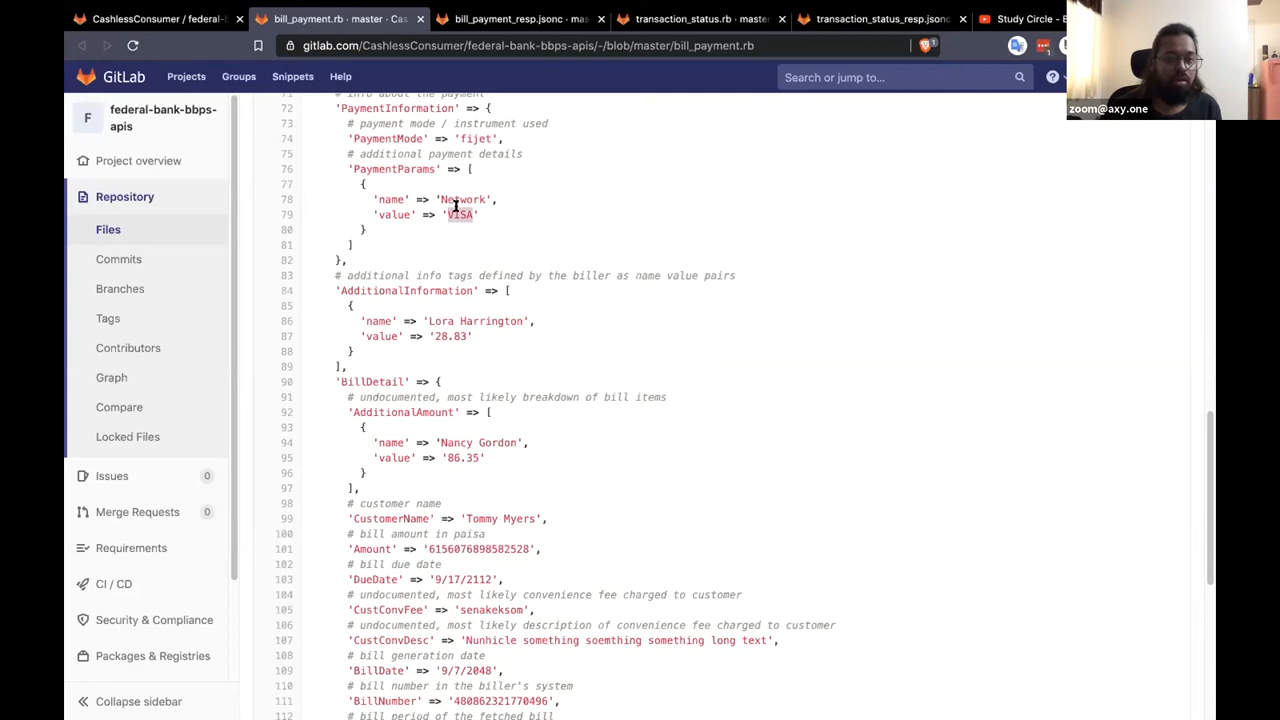 CashlessConsumer / federal-b
bill_payment.rb · master · Cas
bill_payment_resp.jsonc · mas
transaction_status.rb · master
transaction_status_resp.jsonc
Study Circle -
gitlab.com/CashlessConsumer/federal-bank-bbps-apis/-/blob/master/bill_payment.rb
1
zoom@axy.one
GitLab
Projects
Groups
Snippets
Help
Search or jump to...
F
federal-bank-bbps-apis
Project overview
Repository
Files
Commits
Branches
Tags
Contributors
Graph
Compare
Locked Files
Issues 0
Merge Requests 0
Requirements
CI / CD
Security & Compliance
Packages & Registries
Collapse sidebar
71 # info about the payment
72 'PaymentInformation' => {
73 # payment mode / instrument used
74 'PaymentMode' => 'fijet',
75 # additional payment details
76 'PaymentParams' => [
77 {
78 'name' => 'Network',
79 'value' => 'VISA'
80 }
81 ]
82 },
83 # additional info tags defined by the biller as name value pairs
84 'AdditionalInformation' => [
85 {
86 'name' => 'Lora Harrington',
87 'value' => '28.83'
88 }
89 ],
90 'BillDetail' => {
91 # undocumented, most likely breakdown of bill items
92 'AdditionalAmount' => [
93 {
94 'name' => 'Nancy Gordon',
95 'value' => '86.35'
96 }
97 ],
98 # customer name
99 'CustomerName' => 'Tommy Myers',
100 # bill amount in paisa
101 'Amount' => '6156076898582528',
102 # bill due date
103 'DueDate' => '9/17/2112',
104 # undocumented, most likely convenience fee charged to customer
105 'CustConvFee' => 'senakeksom',
106 # undocumented, most likely description of convenience fee charged to customer
107 'CustConvDesc' => 'Nunhicle something soemthing something long text',
108 # bill generation date
109 'BillDate' => '9/7/2048',
110 # bill number in the biller's system
111 'BillNumber' => '480862321770496',
112 # bill period of the fetched bill